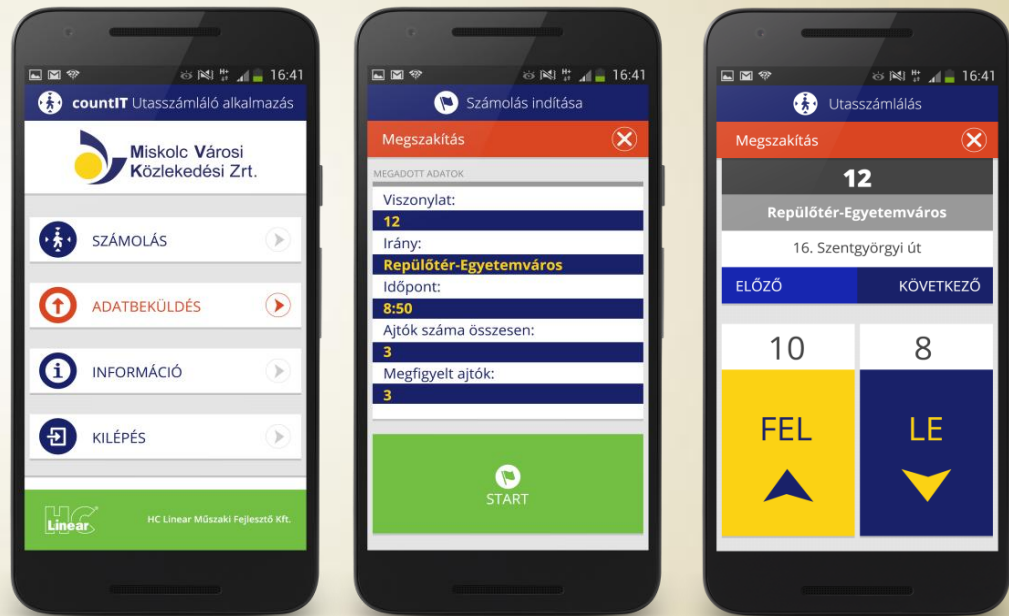 16:41
countIT Utasszámláló alkalmazás
Miskolc Városi
Közlekedési Zrt.
SZÁMOLÁS
ADATBEKÜLDÉS
INFORMÁCIÓ
KILÉPÉS
HC
Linear
HC Linear Műszaki Fejlesztő Kft.
H+
16:41
Számolás indítása
Megszakítás
MEGADOTT ADATOK
Viszonylat:
12
Irány:
Repülőtér-Egyetemváros
Időpont:
8:50
Ajtók száma összesen:
3
Megfigyelt ajtók:
3
START
H+
16:41
Utasszámlálás
Megszakítás
12
Repülőtér-Egyetemváros
16. Szentgyörgyi út
ELŐZŐ KÖVETKEZŐ
10 8
FEL LE